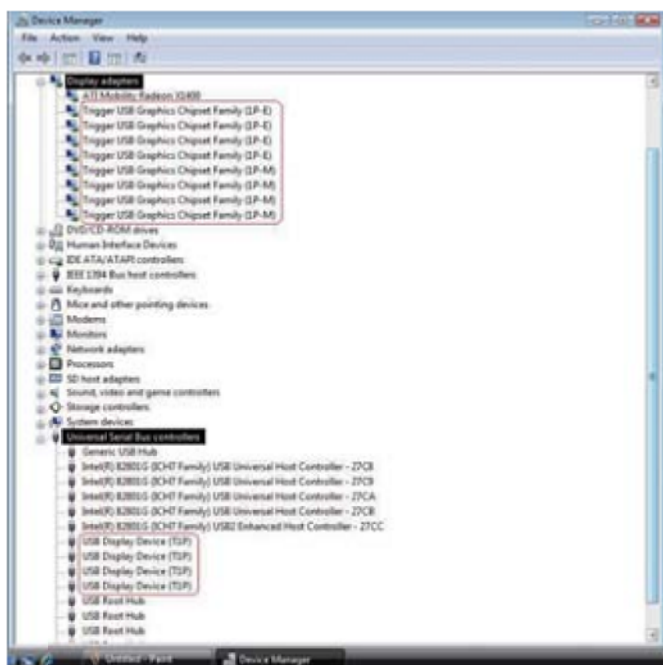 Device Manager
File Action View Help
Display adapters
ATI Mobility Radeon X1400
Trigger USB Graphics Chipset Family (1P-E)
Trigger USB Graphics Chipset Family (1P-E)
Trigger USB Graphics Chipset Family (1P-E)
Trigger USB Graphics Chipset Family (1P-E)
Trigger USB Graphics Chipset Family (1P-M)
Trigger USB Graphics Chipset Family (1P-M)
Trigger USB Graphics Chipset Family (1P-M)
Trigger USB Graphics Chipset Family (1P-M)
DVD/CD-ROM drives
Human Interface Devices
IDE ATA/ATAPI controllers
IEEE 1394 Bus host controllers
Keyboards
Mice and other pointing devices
Modems
Monitors
Network adapters
Processors
SD host adapters
Sound, video and game controllers
Storage controllers
System devices
Universal Serial Bus controllers
Generic USB Hub
Intel(R) 82801G (ICH7 Family) USB Universal Host Controller - 27C8
Intel(R) 82801G (ICH7 Family) USB Universal Host Controller - 27C9
Intel(R) 82801G (ICH7 Family) USB Universal Host Controller - 27CA
Intel(R) 82801G (ICH7 Family) USB Universal Host Controller - 27CB
Intel(R) 82801G (ICH7 Family) USB2 Enhanced Host Controller - 27CC
USB Display Device (T1P)
USB Display Device (T1P)
USB Display Device (T1P)
USB Display Device (T1P)
USB Root Hub
USB Root Hub
USB Root Hub
Untitled - Paint
Device Manager